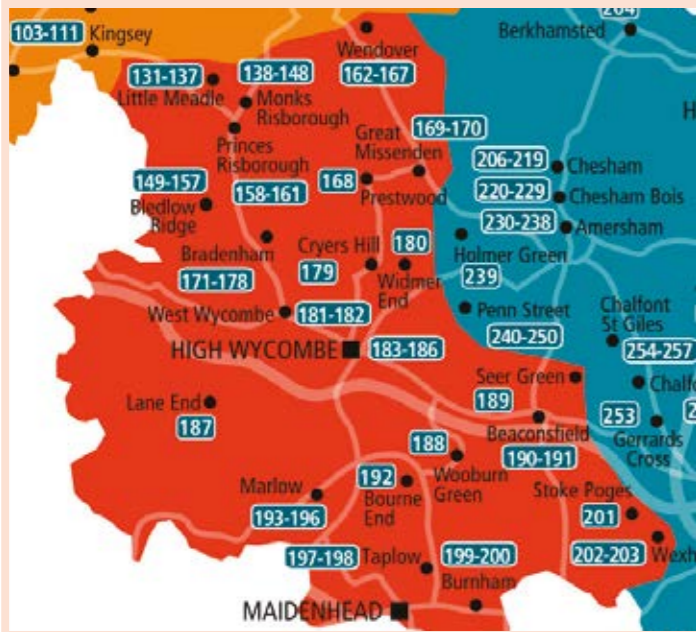 204
103-111 Kingsey
Berkhamsted
Wendover
131-137
138-148
162-167
Little Meadle
Monks
Risborough
Great
Missenden
169-170
Princes
Risborough
206-219
Chesham
149-157
158-161
168
Prestwood
220-229
Chesham Bois
Bledlow
Ridge
230-238
Amersham
Bradenham
Cryers Hill
180
Holmer Green
171-178
179
Widmer
End
239
West Wycombe
181-182
Penn Street
Chalfont
St Giles
240-250
HIGH WYCOMBE
183-186
254-257
Seer Green
Lane End
189
187
Beaconsfield
253
Gerrards
Cross
188
190-191
192
Wooburn
Green
Marlow
Bourne
End
Stoke Poges
193-196
201
197-198 Taplow
199-200
202-203
Burnham
MAIDENHEAD